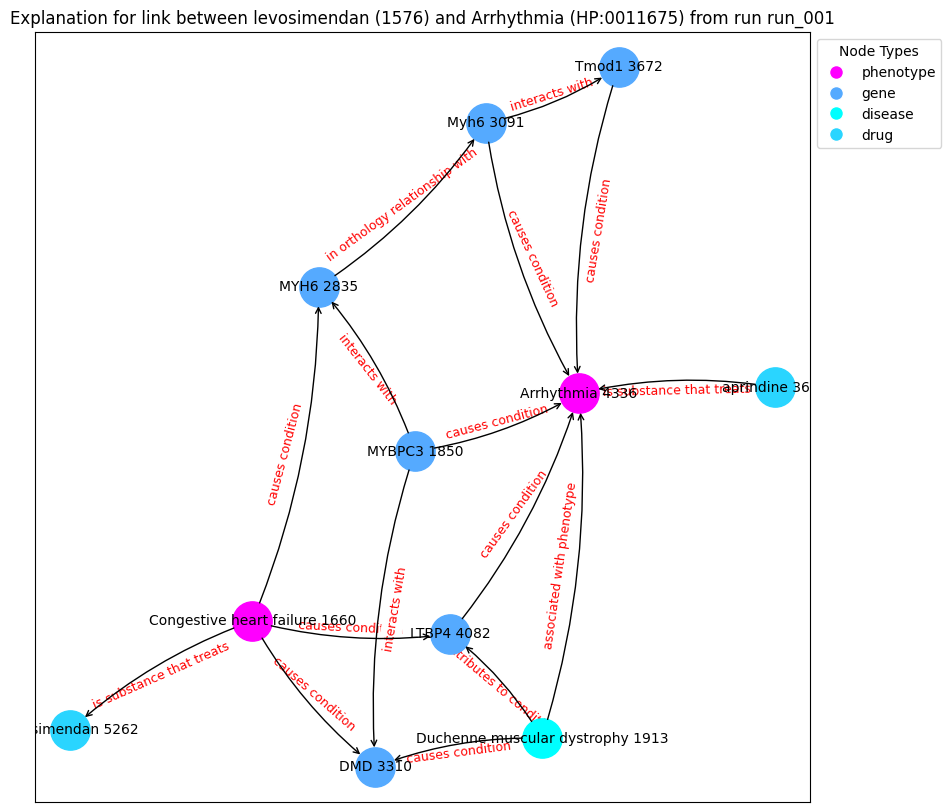 Explanation for link between levosimendan (1576) and Arrhythmia (HP:0011675) from run run_001
Node Types
phenotype
gene
disease
drug
Tmod1 3672
interacts with
Myh6 3091
in orthology relationship with
causes condition
causes condition
MYH6 2835
interacts with
Arrhythmia 4336
is substance that treats
aprindine 36
causes condition
MYBPC3 1850
causes condition
causes condition
associated with phenotype
interacts with
Congestive heart failure 1660
causes condit
LTBP4 4082
is substance that treats
causes condition
tributes to condit
simendan 5262
Duchenne muscular dystrophy 1913
causes condition
DMD 3310